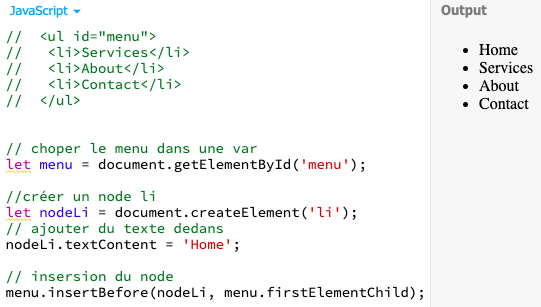 JavaScript
//  <ul id="menu">
//   <li>Services</li>
//   <li>About</li>
//   <li>Contact</li>
//  </ul>
// choper le menu dans une var
let menu = document.getElementById('menu');
//créer un node li
let nodeLi = document.createElement('li');
// ajouter du texte dedans
nodeLi.textContent = 'Home';
// insersion du node
menu.insertBefore(nodeLi, menu.firstElementChild);
Output
• Home
• Services
• About
• Contact